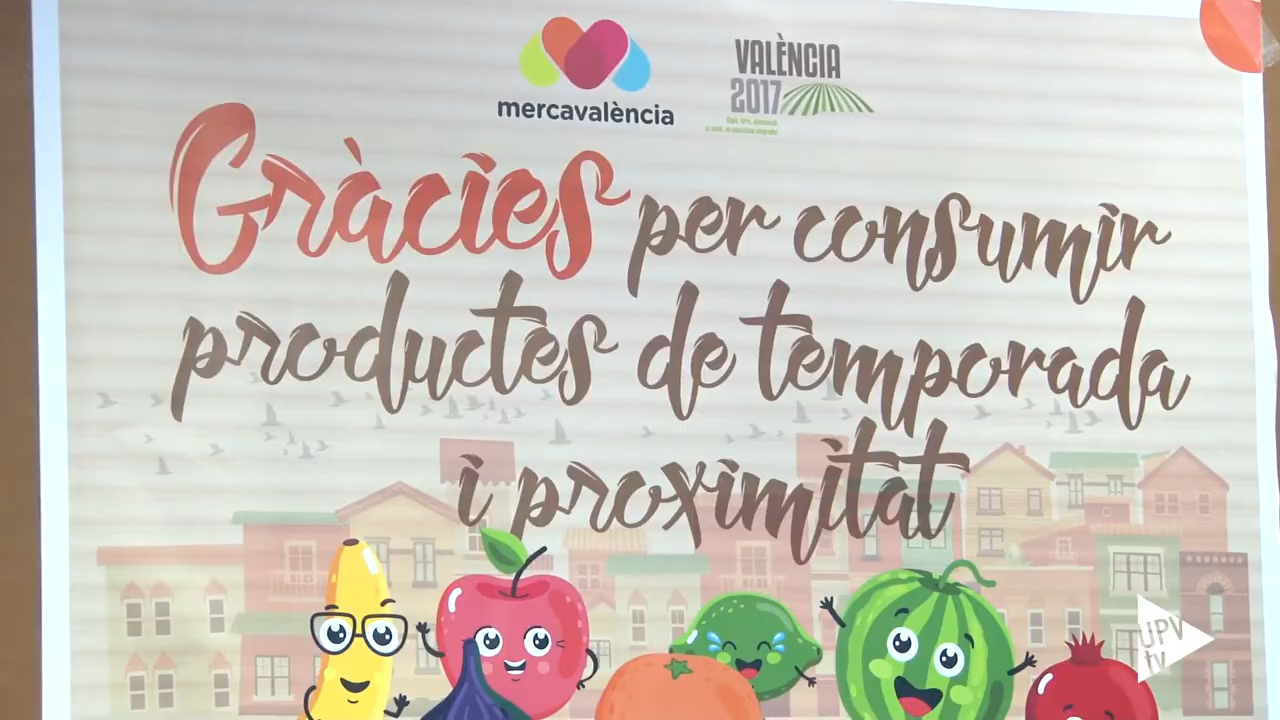 mercavalència
VALÈNCIA
2017
Gràcies per consumir
productes de temporada
i proximitat
UPV
tv